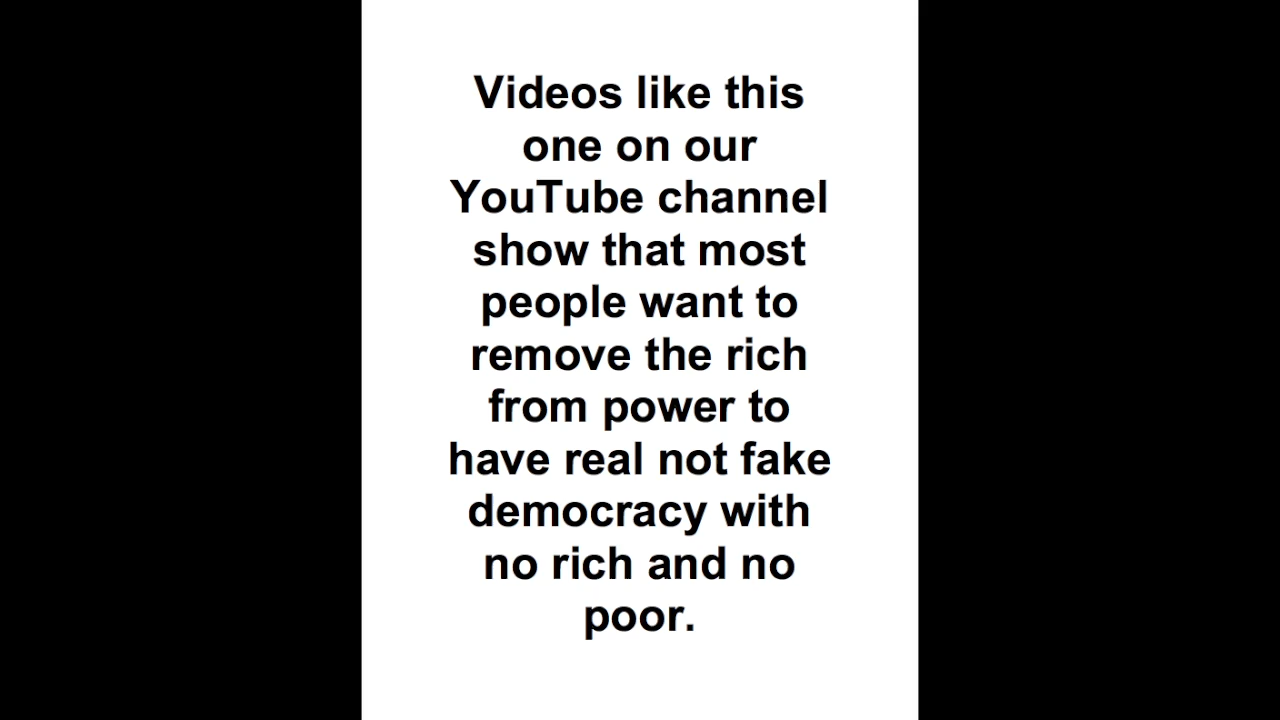 Videos like this
one on our
YouTube channel
show that most
people want to
remove the rich
from power to
have real not fake
democracy with
no rich and no
poor.